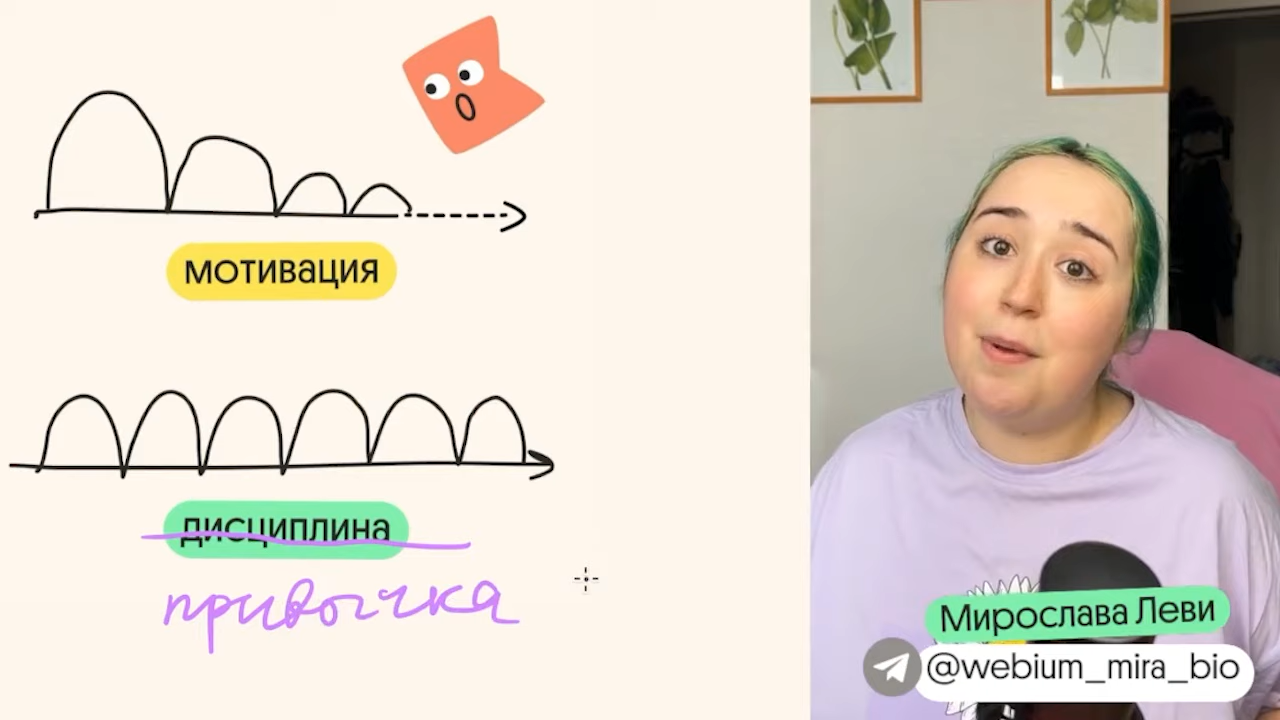 мотивация
дисциплина
привычка
Мирослава Леви
@webium_mira_bio